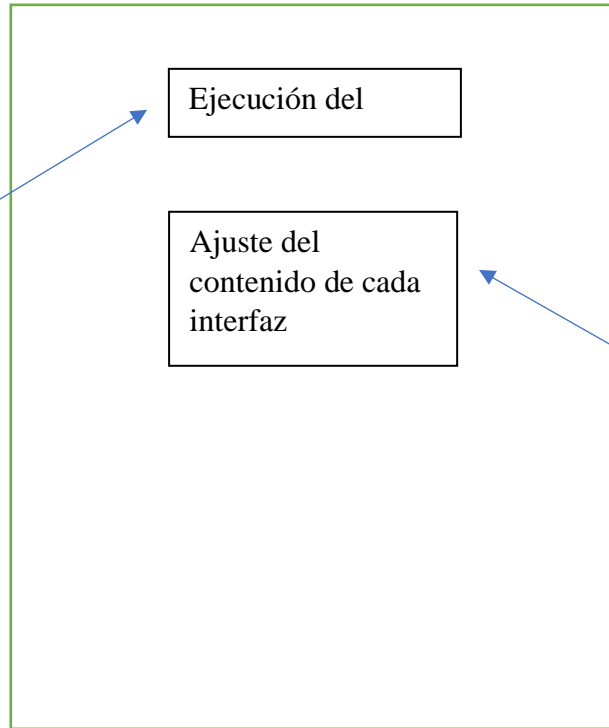 Ejecución del
Ajuste del
contenido de cada
interfaz